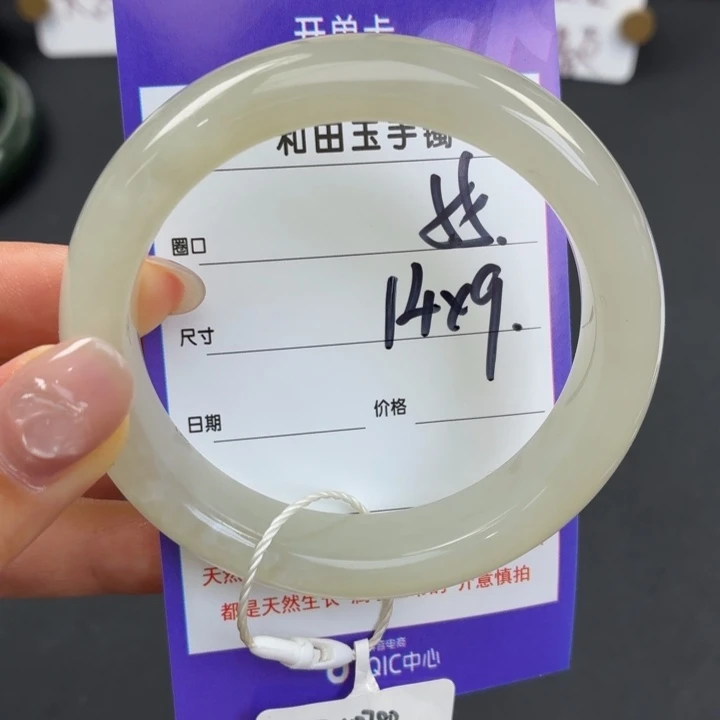 开单卡
和田玉手镯
圈口
尺寸 14x9.
日期 价格
天然
都是天然生长 介意慎拍
QIC中心